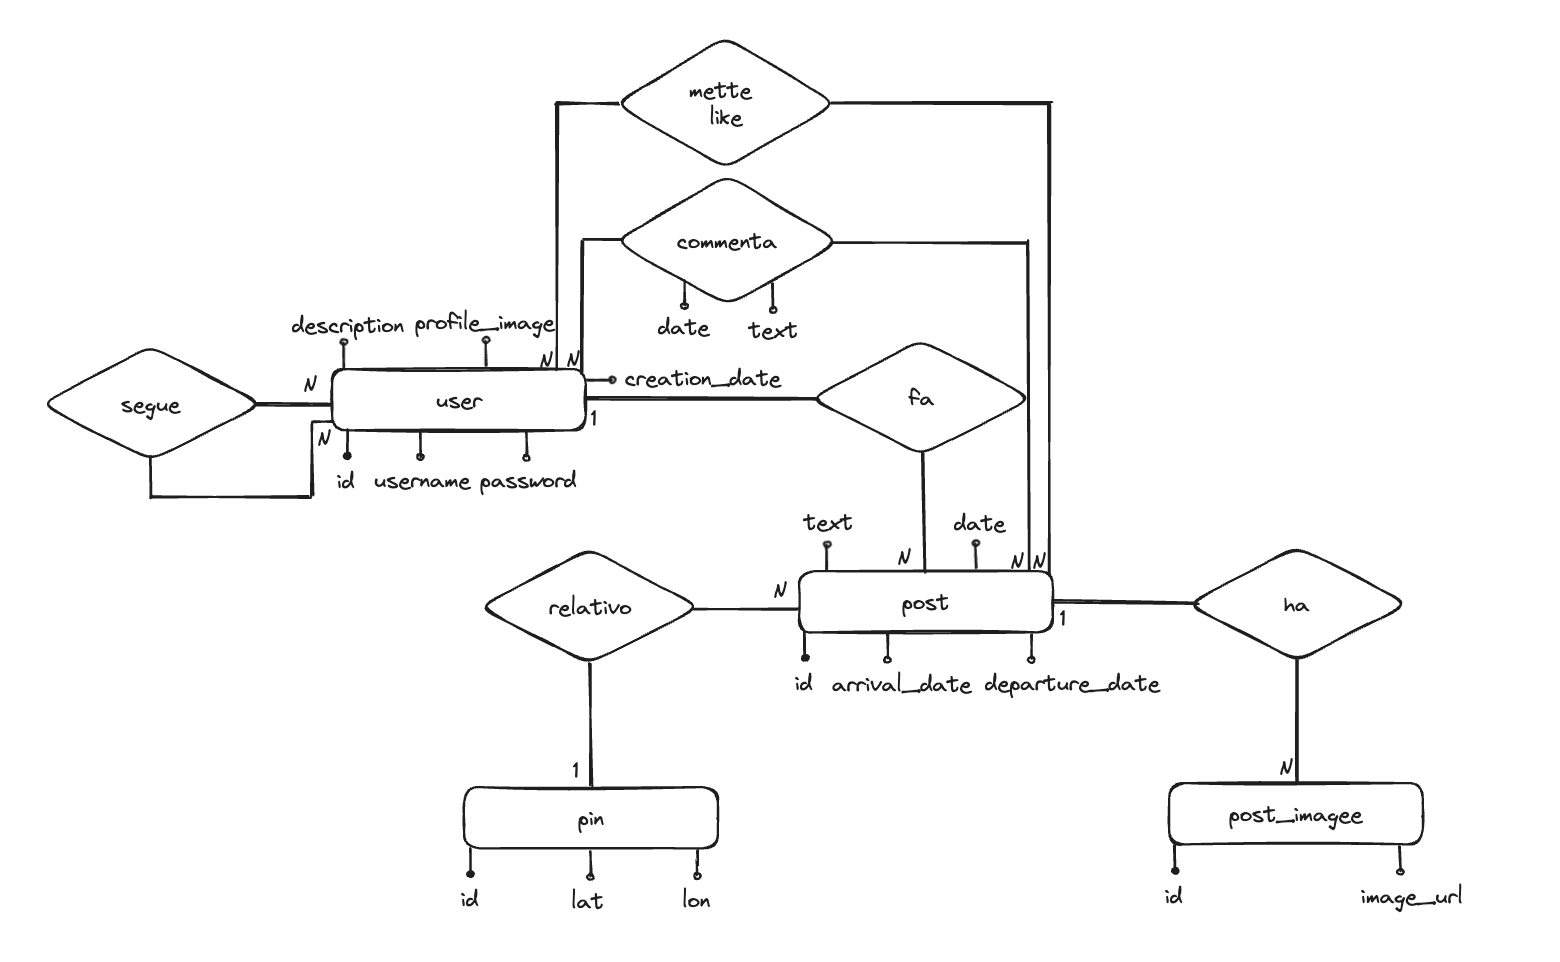 mette
like
commenta
date
text
description
profile_image
N
N
creation_date
segue
N
user
1
fa
N
id
username
password
text
date
relativo
N
N
N
N
post
1
ha
id
arrival_date
departure_date
1
N
pin
post_imagee
id
lat
lon
id
image_url